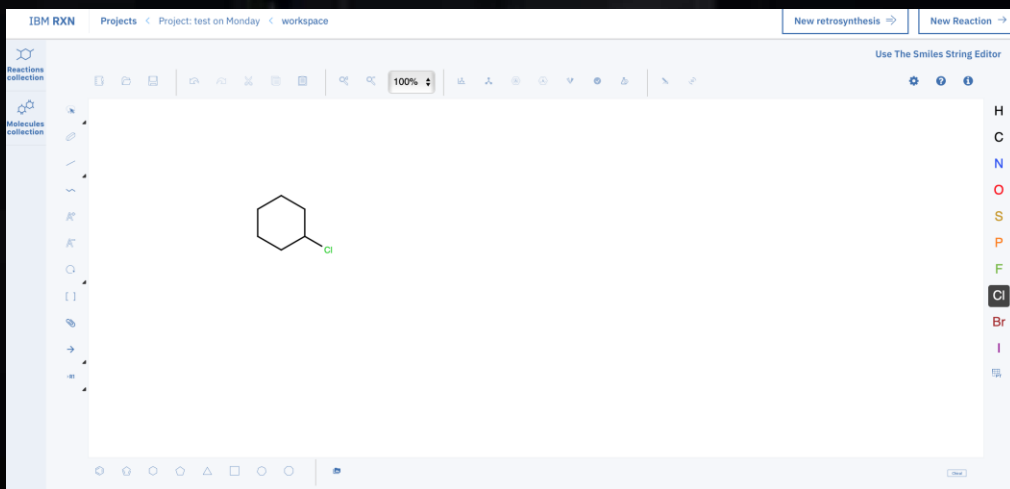 IBM RXN
Projects < Project: test on Monday < workspace
New retrosynthesis
New Reaction
Reactions collection
Molecules collection
Use The Smiles String Editor
100%
H
C
N
O
S
P
F
Cl
Br
I
Cl